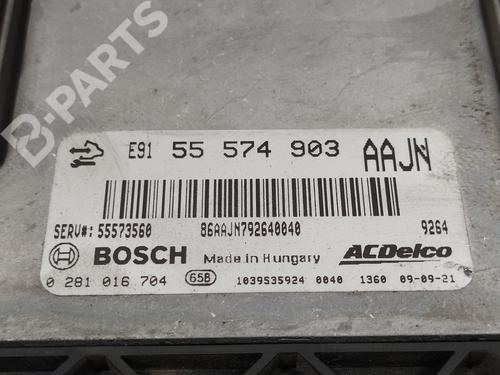 B-PARTS
E91 55 574 903 AAJN
SERV#:55573560 86AAJN792640040 9264
BOSCH Made in Hungary ACDelco
0 281 016 704 65B 1039S35924 0040 1360 09-09-21